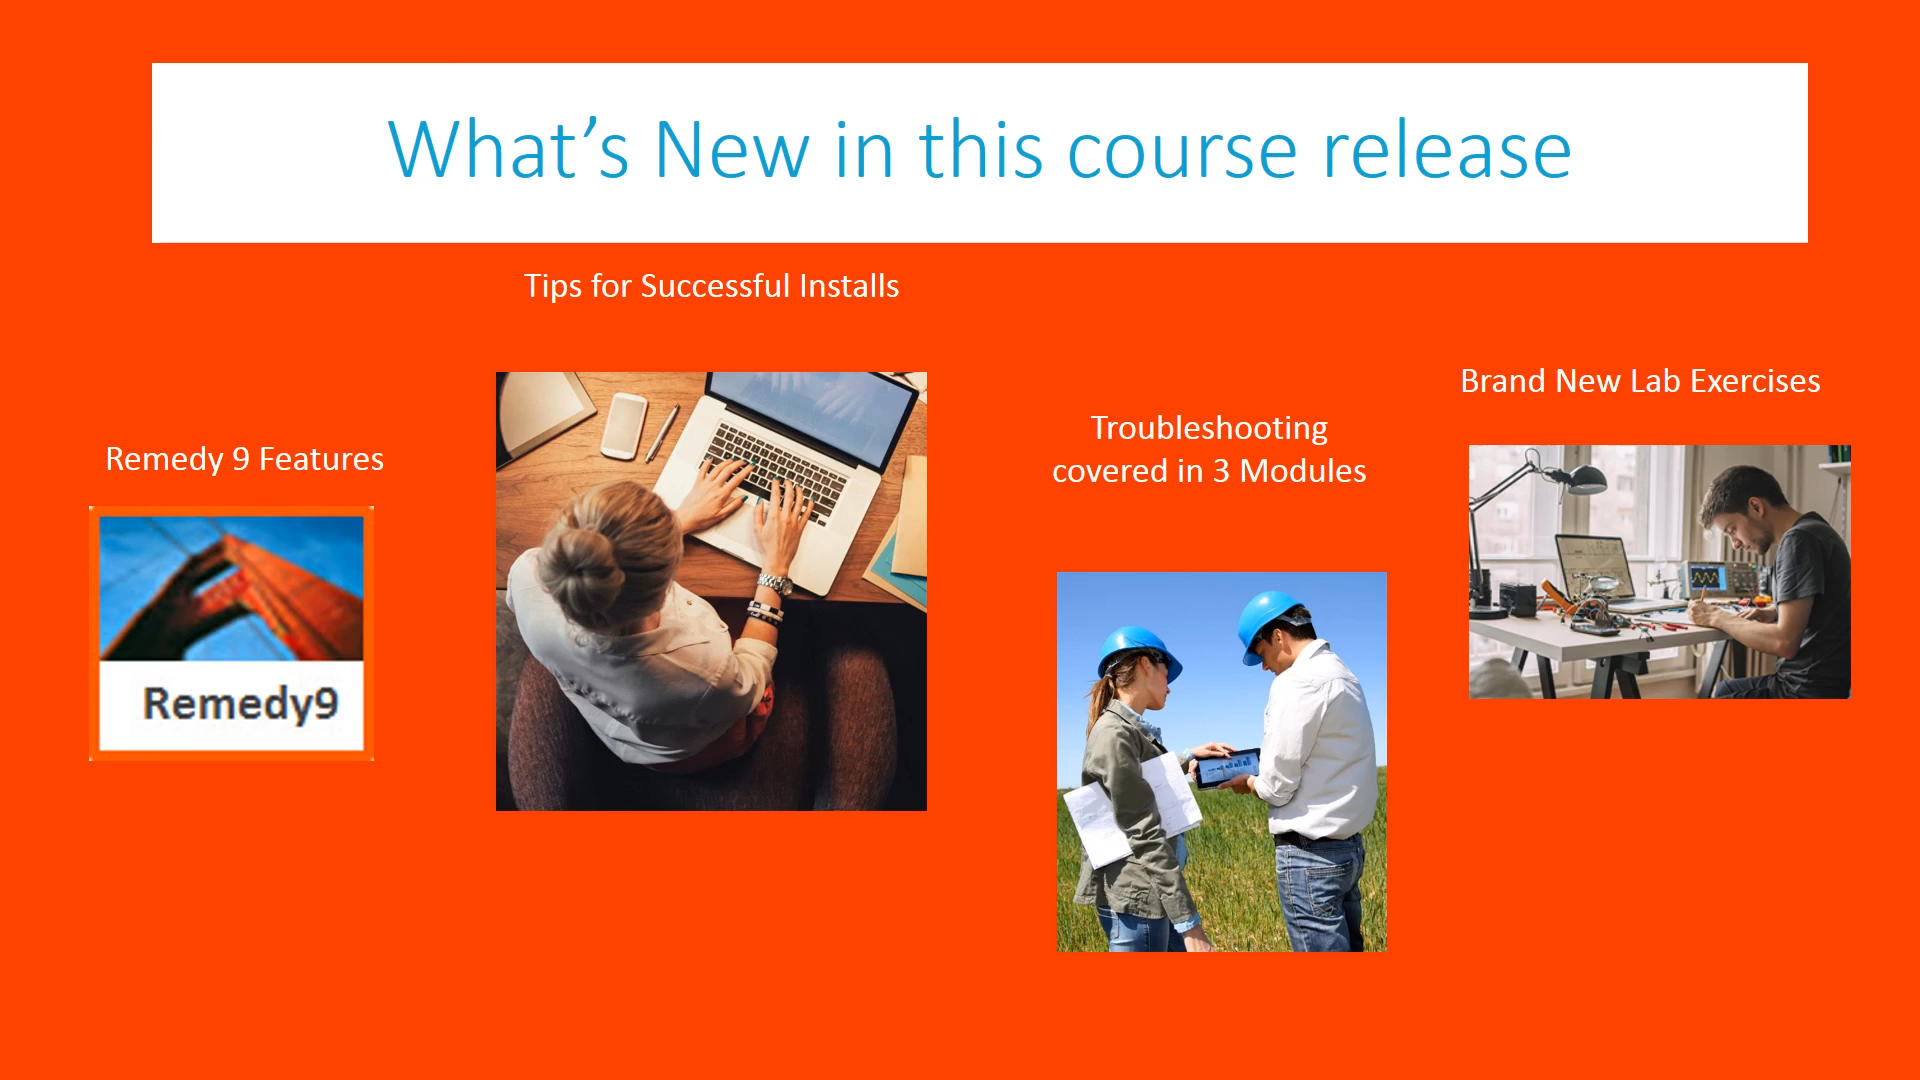 What’s New in this course release
Tips for Successful Installs
Brand New Lab Exercises
Troubleshooting
covered in 3 Modules
Remedy 9 Features
Remedy9